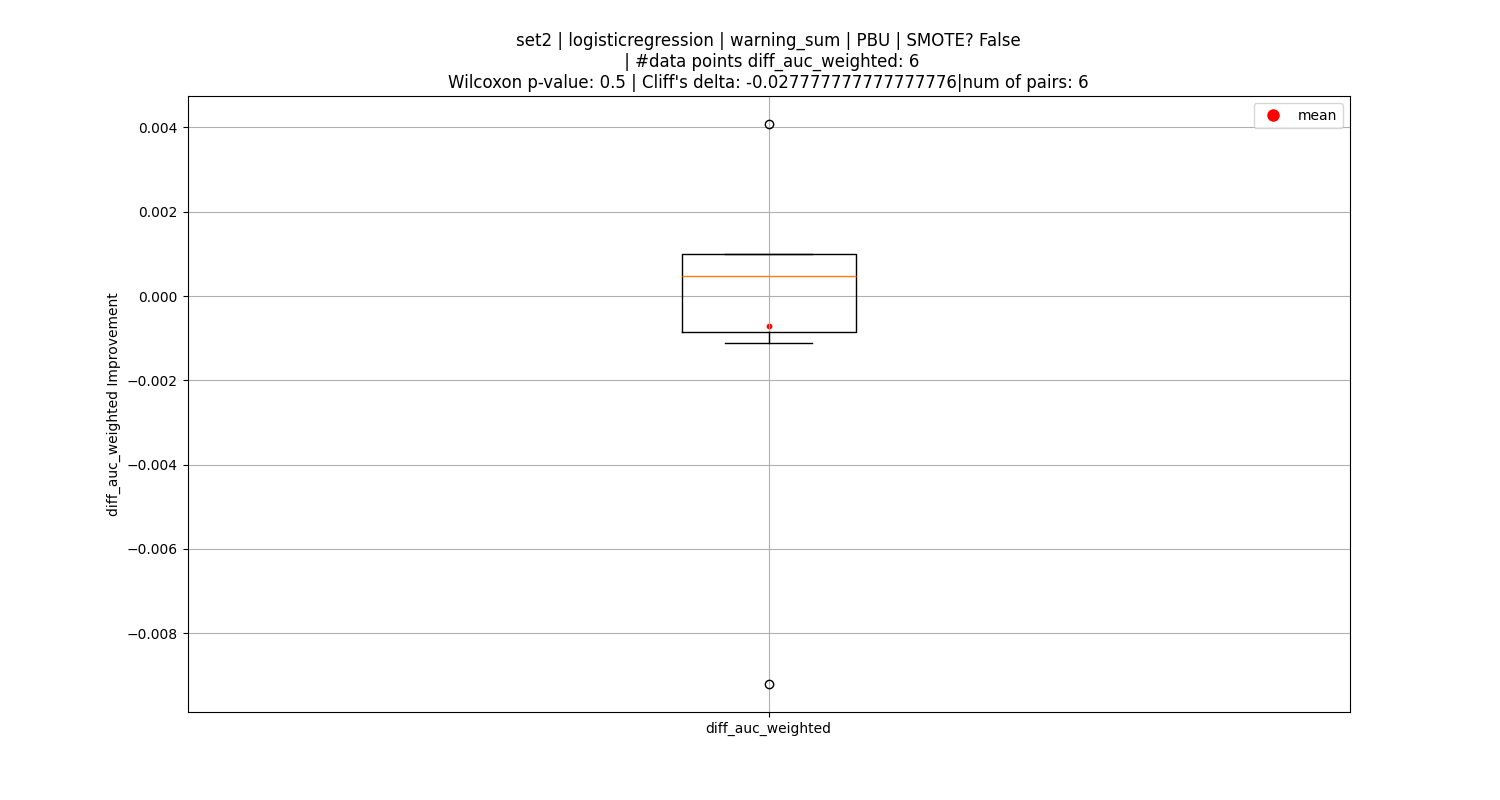 set2 | logisticregression | warning_sum | PBU | SMOTE? False
| #data points diff_auc_weighted: 6
Wilcoxon p-value: 0.5 | Cliff's delta: -0.027777777777777776|num of pairs: 6
mean
0.004
0.002
0.000
−0.002
−0.004
−0.006
−0.008
diff_auc_weighted Improvement
diff_auc_weighted